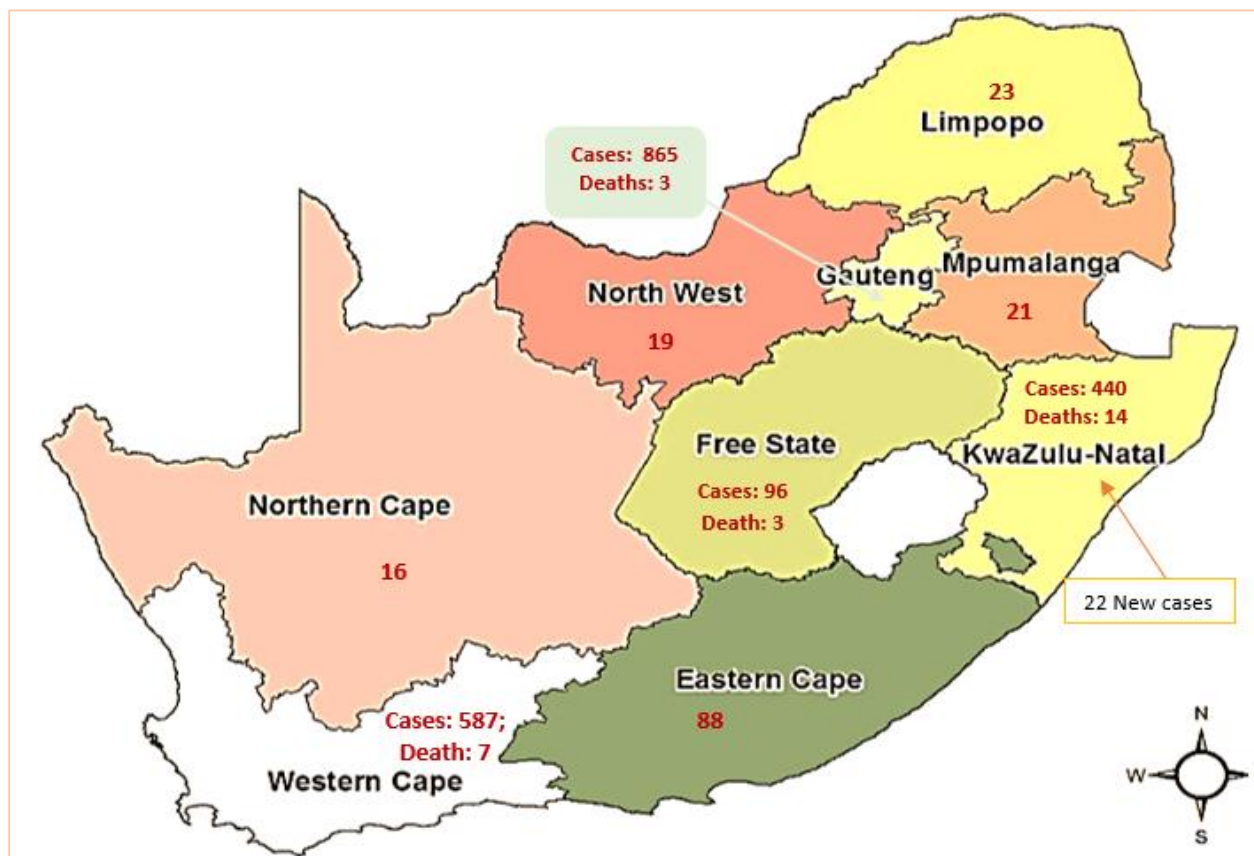 23
Limpopo
Cases: 865
Deaths: 3
Gauteng
Mpumalanga
21
North West
19
Cases: 440
Deaths: 14
KwaZulu-Natal
Free State
Cases: 96
Death: 3
Northern Cape
16
22 New cases
Eastern Cape
88
Cases: 587;
Death: 7
Western Cape
N
W
E
S